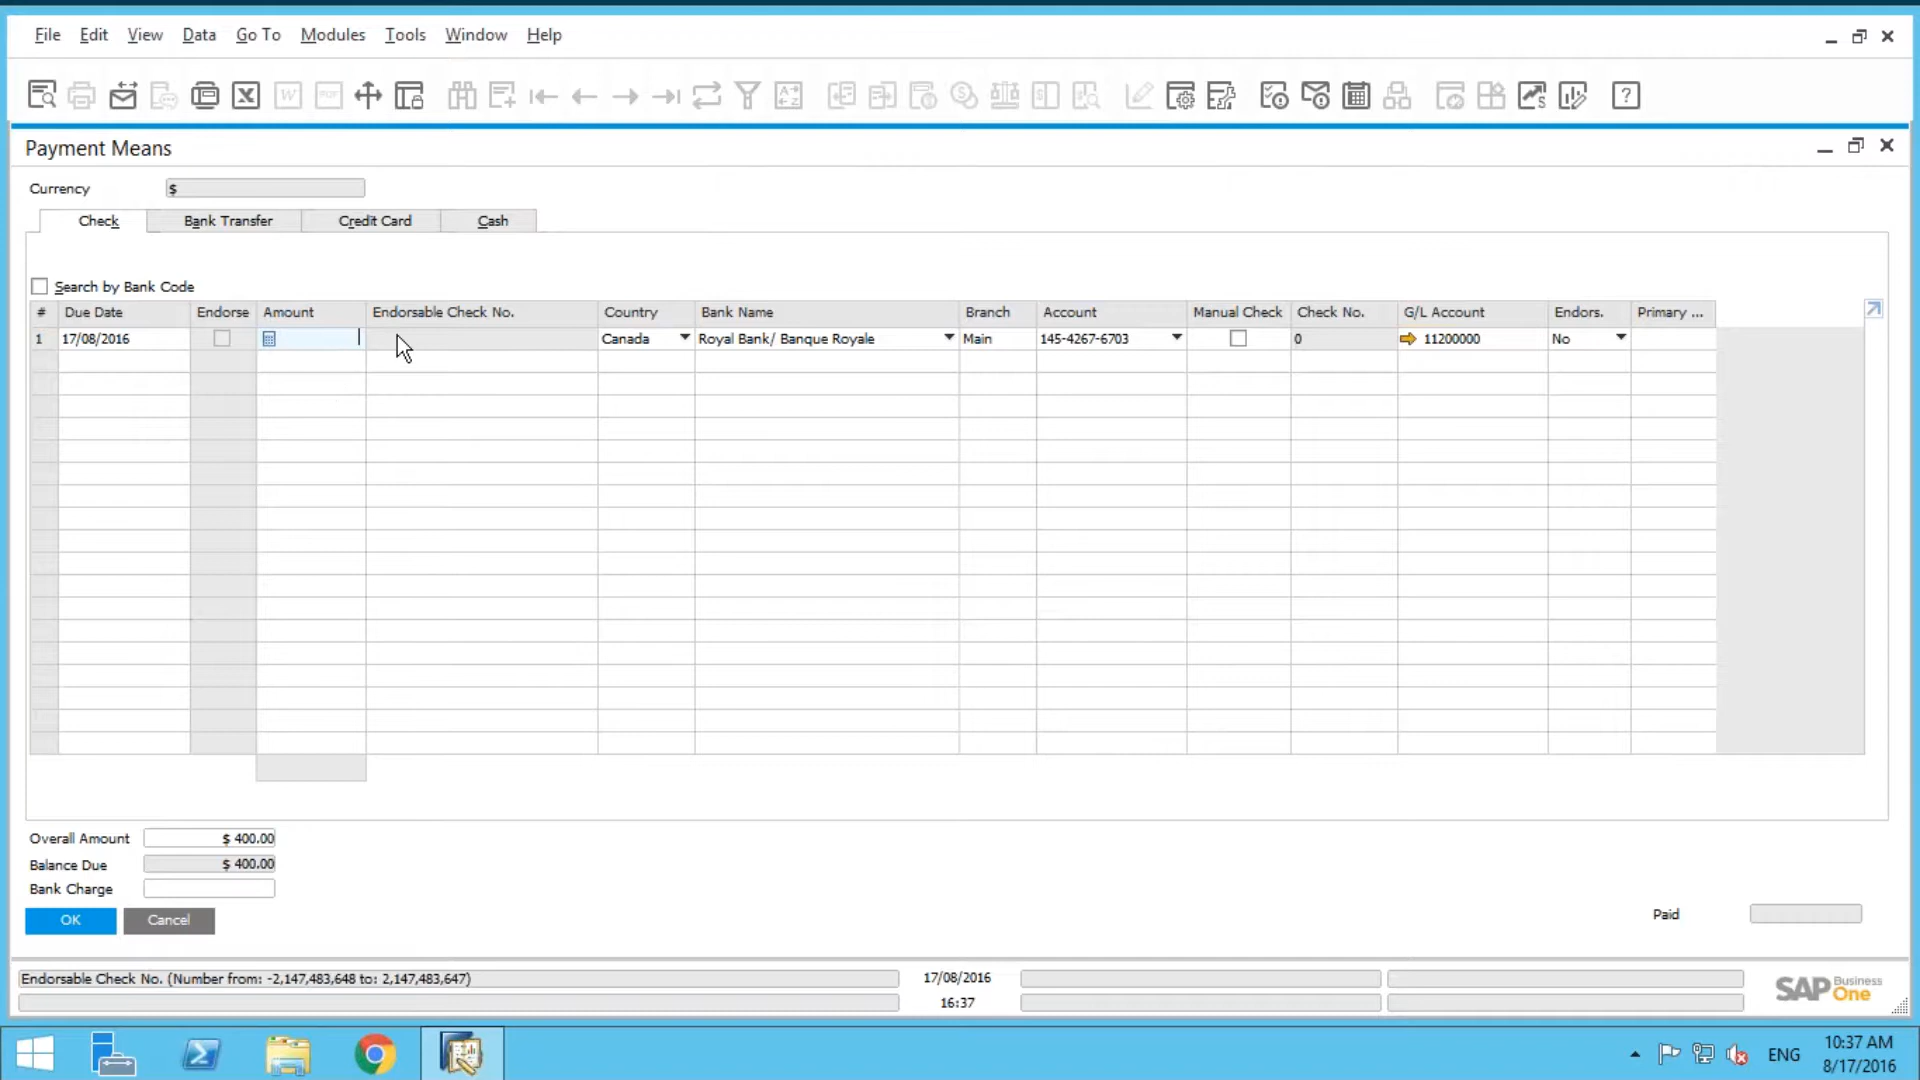 File Edit View Data Go To Modules Tools Window Help
Payment Means
Currency $
Check Bank Transfer Credit Card Cash
Search by Bank Code
# Due Date Endorse Amount Endorsable Check No. Country Bank Name Branch Account Manual Check Check No. G/L Account Endors. Primary ...
1 17/08/2016 Canada Royal Bank/ Banque Royale Main 145-4267-6703 0 11200000 No
Overall Amount $ 400.00
Balance Due $ 400.00
Bank Charge
OK Cancel Paid
Endorsable Check No. (Number from: -2,147,483,648 to: 2,147,483,647) 17/08/2016
16:37
SAP Business One
ENG 10:37 AM
8/17/2016